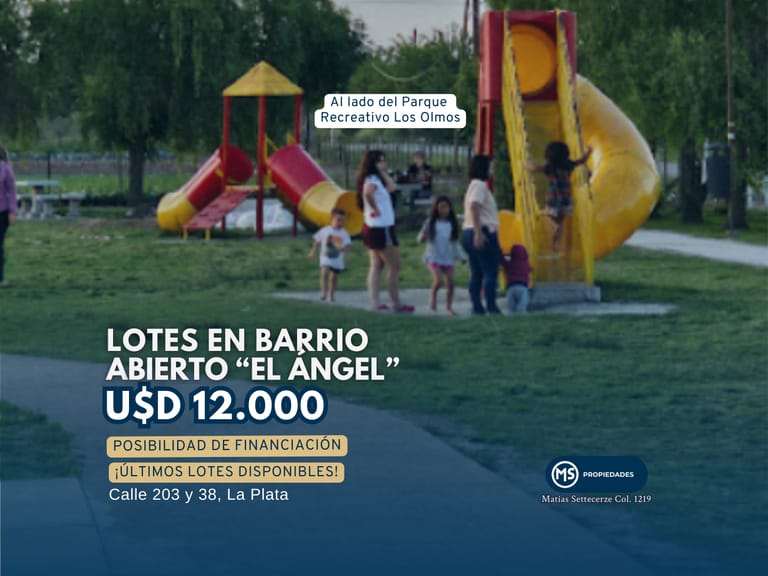 Al lado del Parque
Recreativo Los Olmos
LOTES EN BARRIO
ABIERTO “EL ÁNGEL”
U$D 12.000
POSIBILIDAD DE FINANCIACIÓN
¡ÚLTIMOS LOTES DISPONIBLES!
Calle 203 y 38, La Plata
MS PROPIEDADES
Matías Settecerze Col. 1219